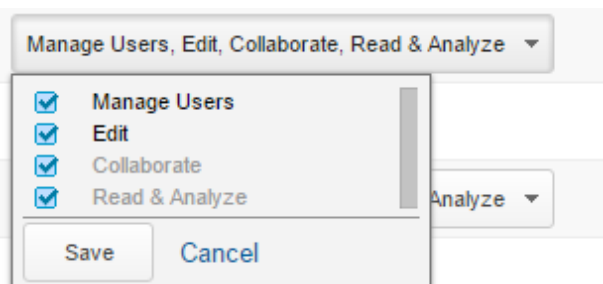 Manage Users, Edit, Collaborate, Read & Analyze
Manage Users
Edit
Collaborate
Read & Analyze
Analyze
Save Cancel